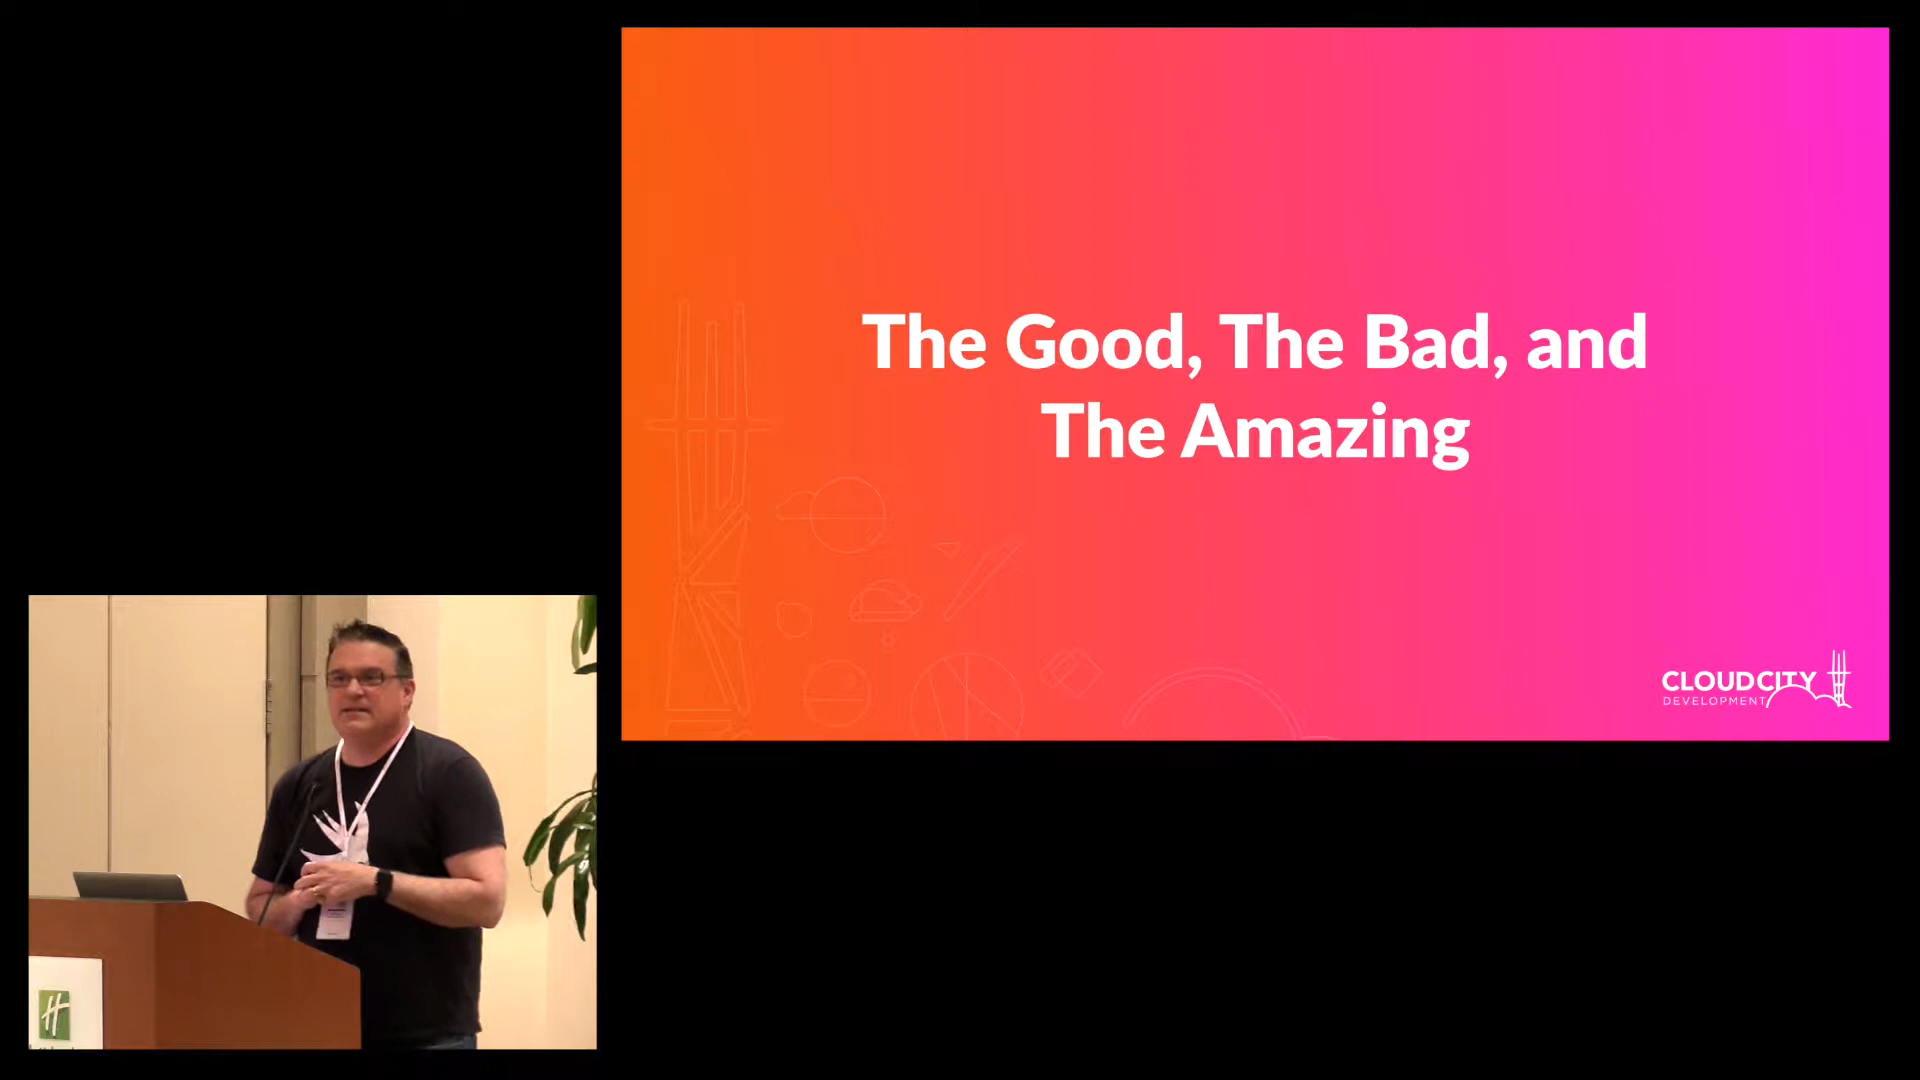 The Good, The Bad, and
The Amazing
CLOUDCITY
DEVELOPMENT
H